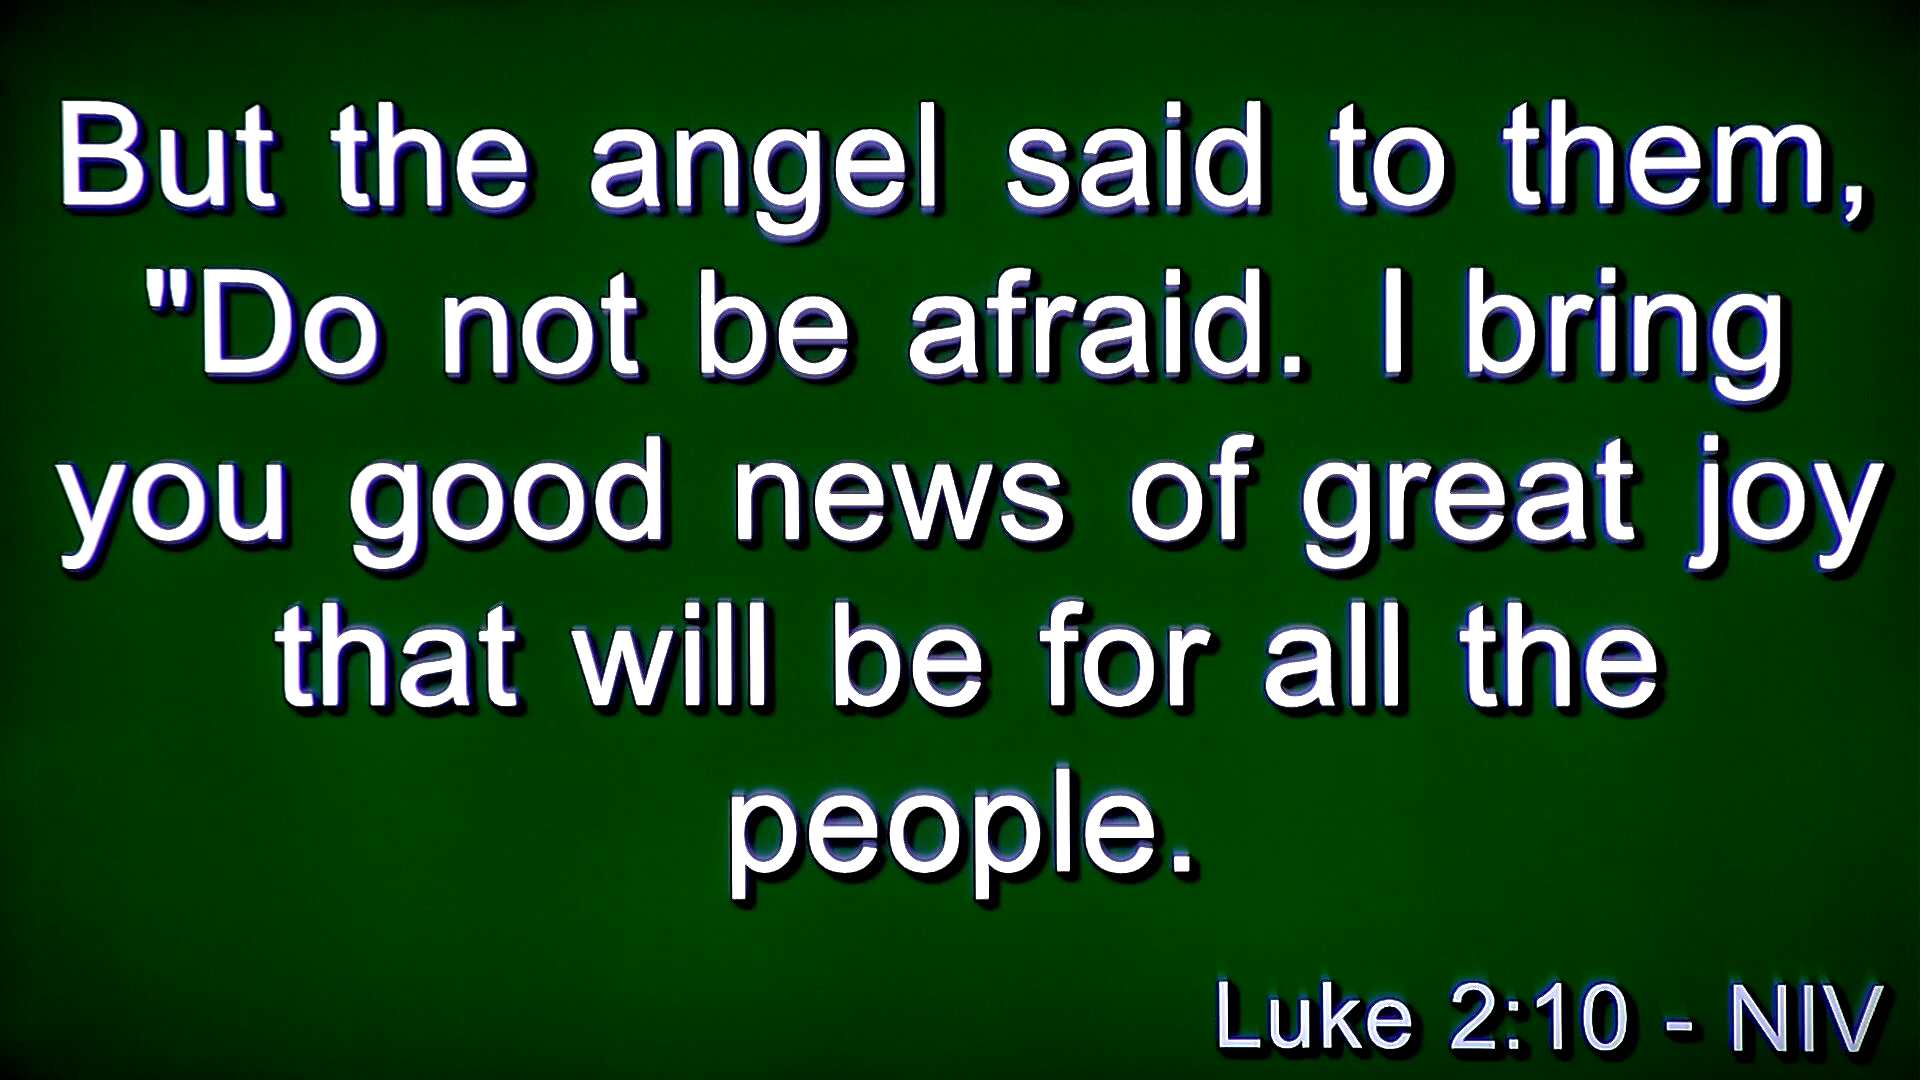 But the angel said to them,
"Do not be afraid. I bring
you good news of great joy
that will be for all the
people.
Luke 2:10 - NIV